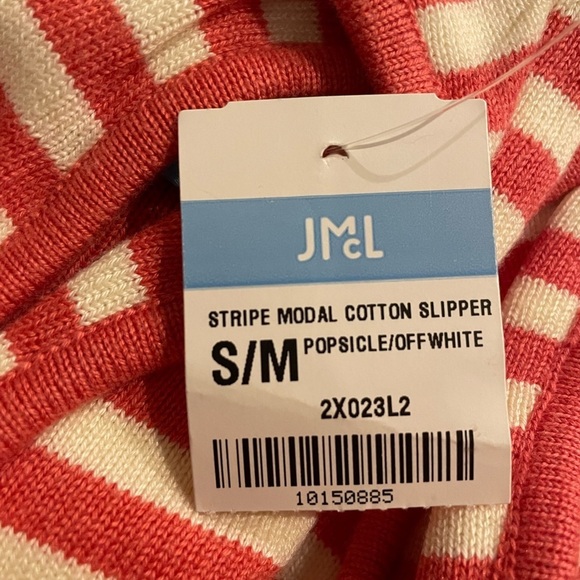 JMcL
STRIPE MODAL COTTON SLIPPER
S/M POPSICLE/OFFWHITE
2X023L2
10150885